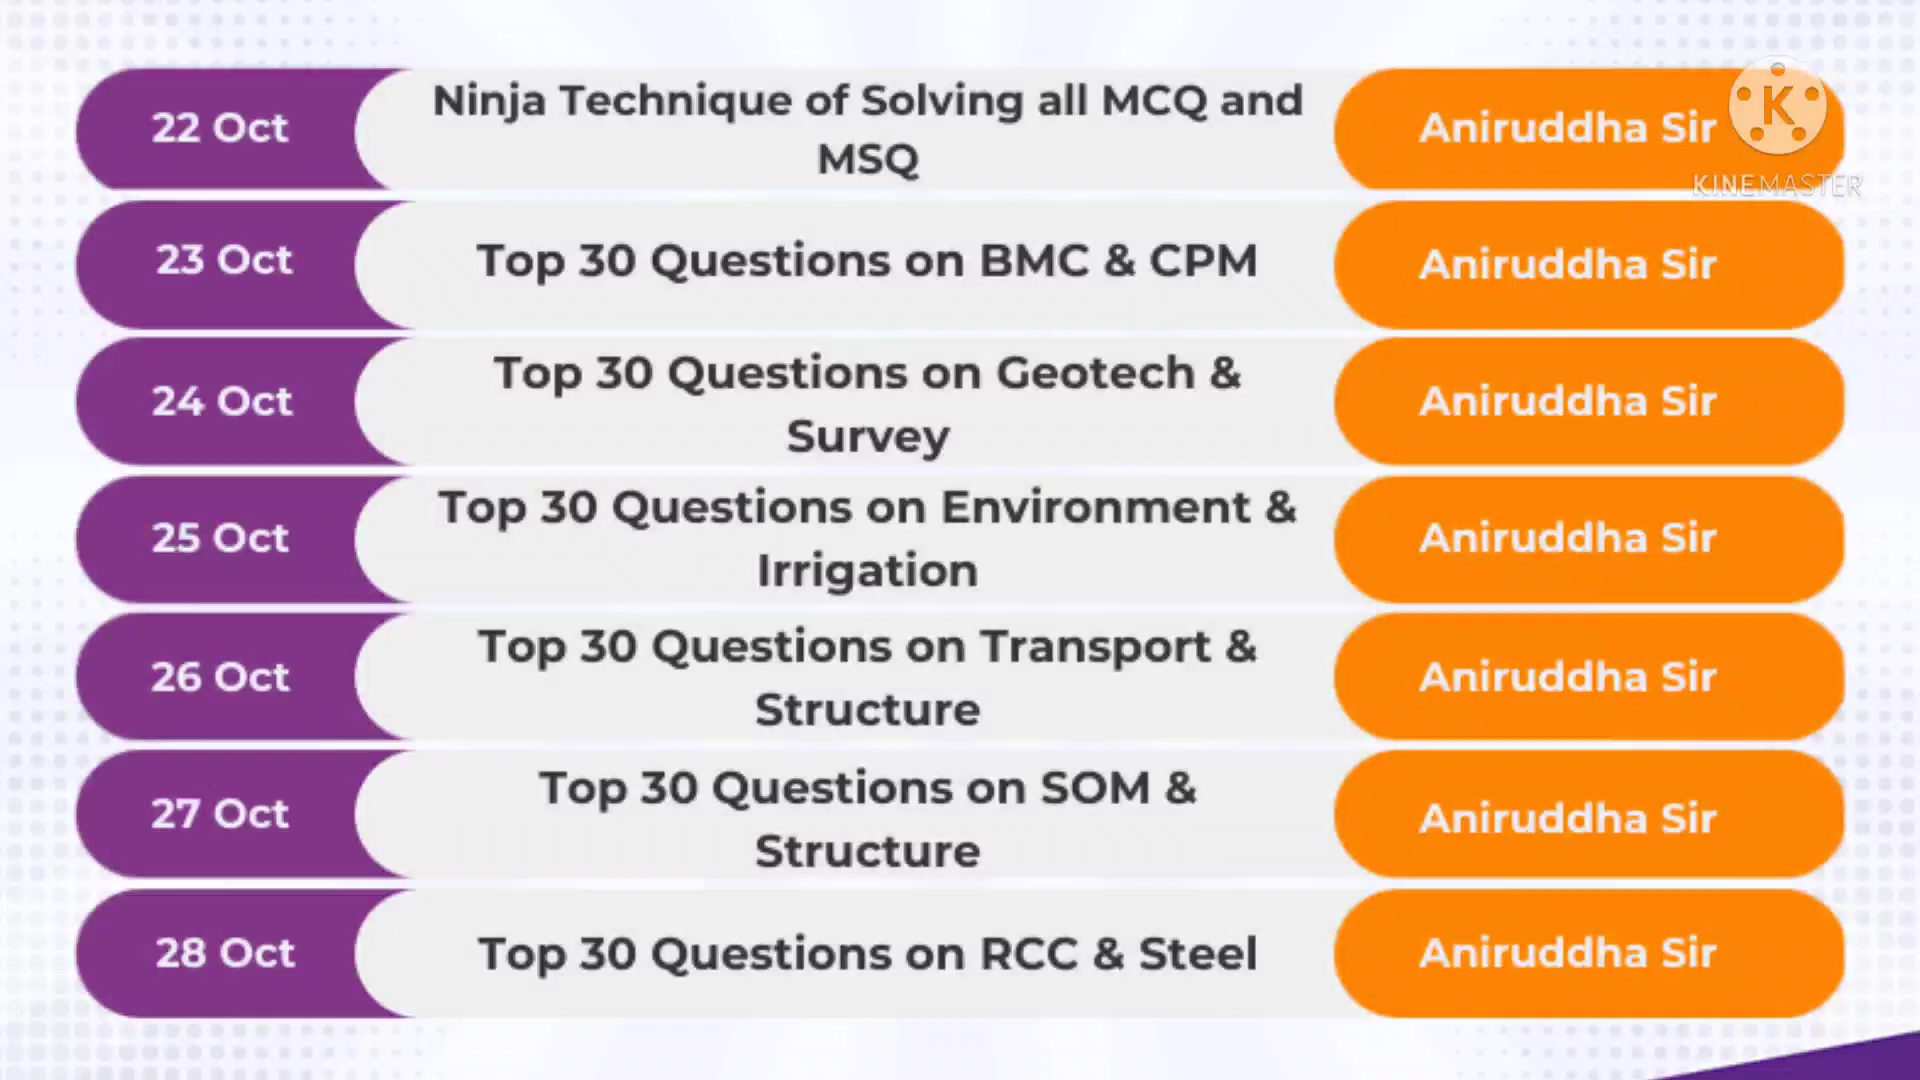 22 Oct
Ninja Technique of Solving all MCQ and
MSQ
Aniruddha Sir
K
KINEMASTER
23 Oct
Top 30 Questions on BMC & CPM
Aniruddha Sir
24 Oct
Top 30 Questions on Geotech &
Survey
Aniruddha Sir
25 Oct
Top 30 Questions on Environment &
Irrigation
Aniruddha Sir
26 Oct
Top 30 Questions on Transport &
Structure
Aniruddha Sir
27 Oct
Top 30 Questions on SOM &
Structure
Aniruddha Sir
28 Oct
Top 30 Questions on RCC & Steel
Aniruddha Sir